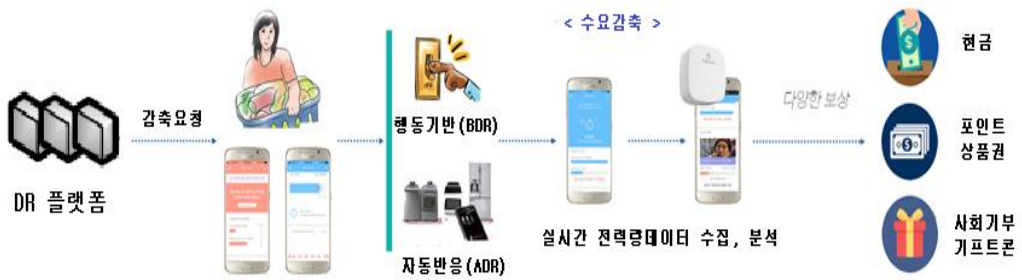 < 수요감축 >
현금
감축요청
행동기반(BDR)
다양한 보상
포인트
상품권
DR 플랫폼
실시간 전력량데이터 수집, 분석
자동반응(ADR)
사회기부
기프트콘